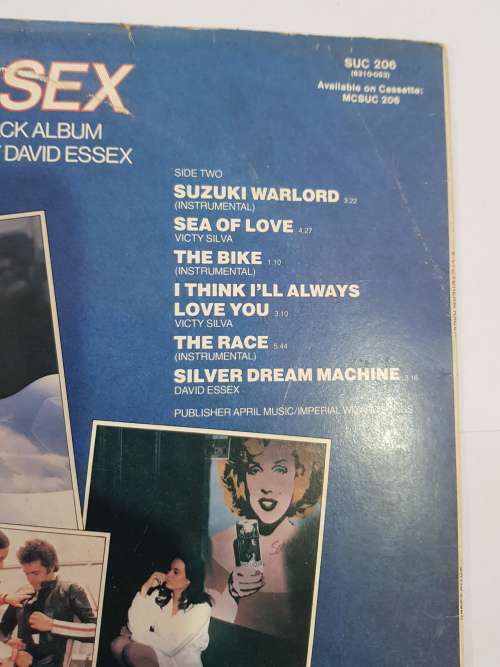 SUC 206
(6310-053)
Available on Cassette:
MCSUC 206
SEX
CK ALBUM
DAVID ESSEX
SIDE TWO
SUZUKI WARLORD 3.22
(INSTRUMENTAL)
SEA OF LOVE 4.27
VICTY SILVA
THE BIKE 1.10
(INSTRUMENTAL)
I THINK I'LL ALWAYS
LOVE YOU 3.10
VICTY SILVA
THE RACE 5.44
(INSTRUMENTAL)
SILVER DREAM MACHINE 3.16
DAVID ESSEX
PUBLISHER APRIL MUSIC/IMPERIAL